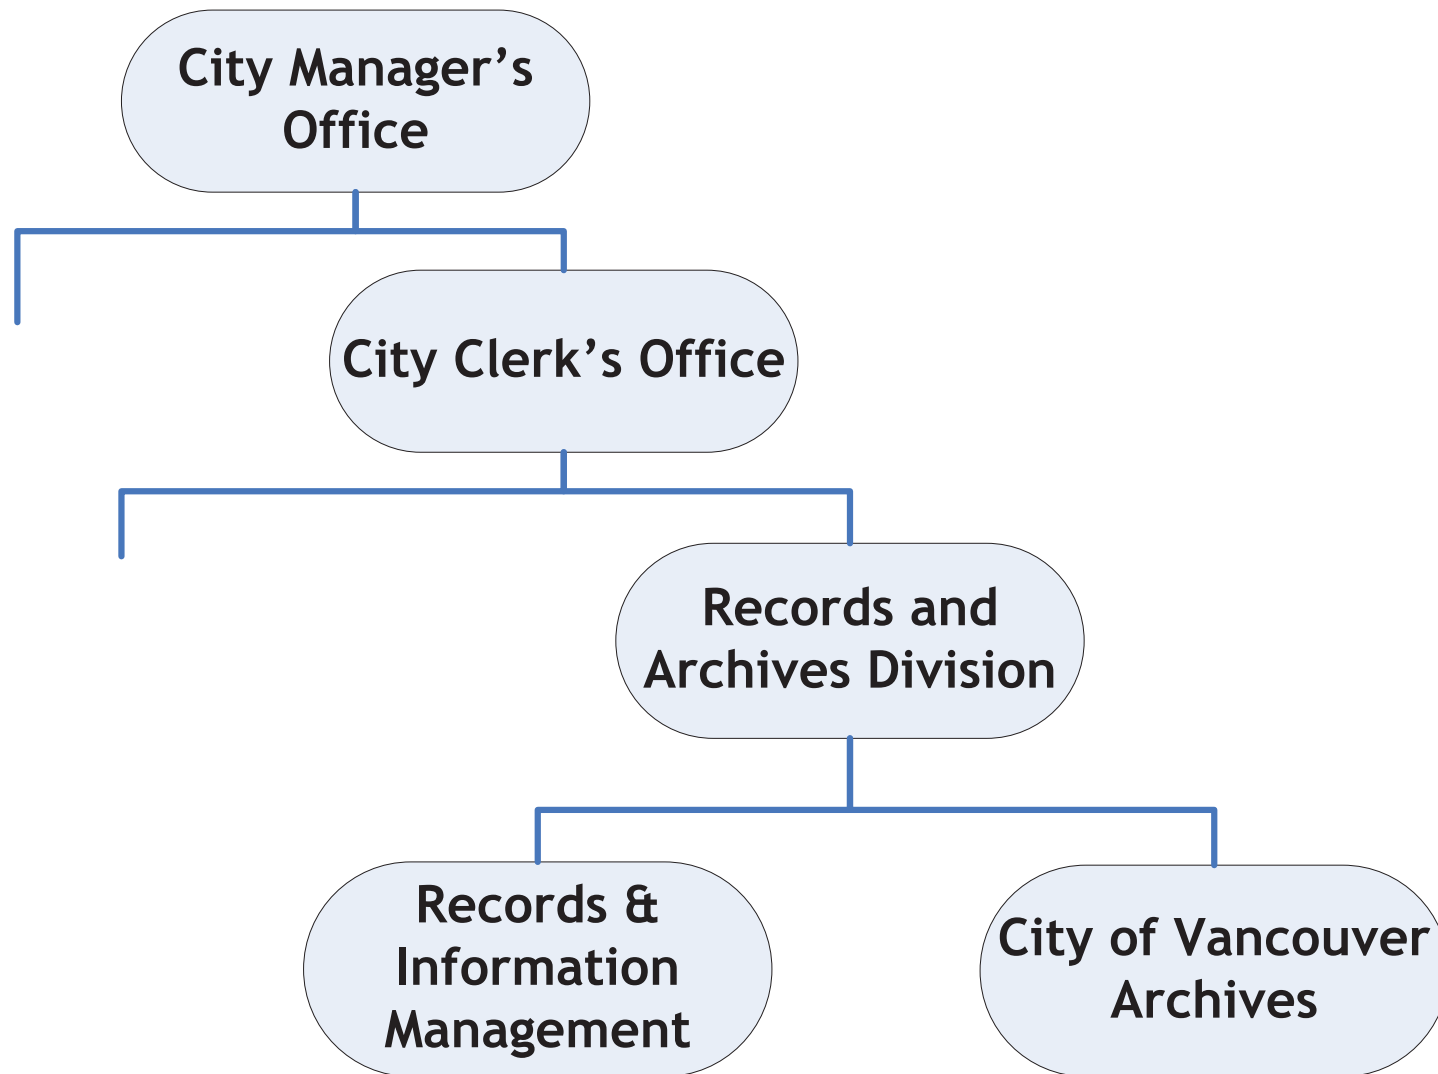 City Manager’s
Office
City Clerk’s Office
Records and
Archives Division
Records &
Information
Management
City of Vancouver
Archives